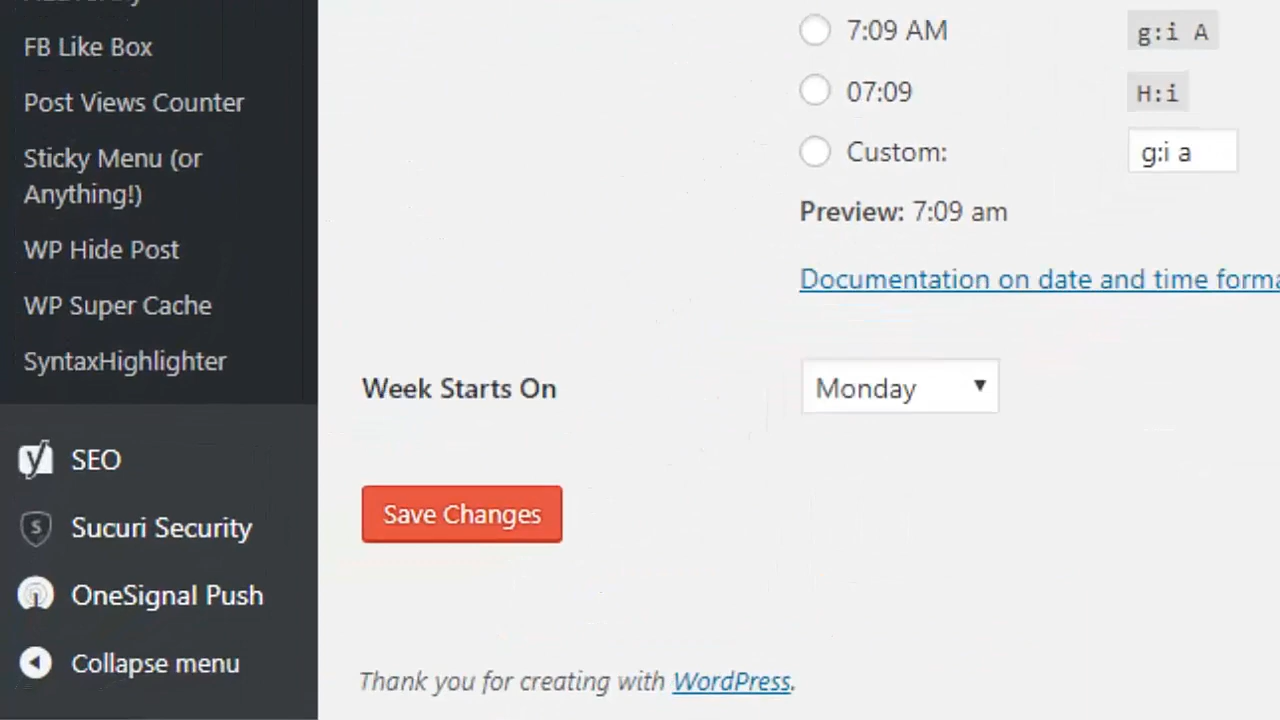 FB Like Box
Post Views Counter
Sticky Menu (or
Anything!)
WP Hide Post
WP Super Cache
SyntaxHighlighter
SEO
Sucuri Security
OneSignal Push
Collapse menu
7:09 AM g:i A
07:09 H:i
Custom: g:i a
Preview: 7:09 am
Documentation on date and time forma
Week Starts On Monday
Save Changes
Thank you for creating with WordPress.